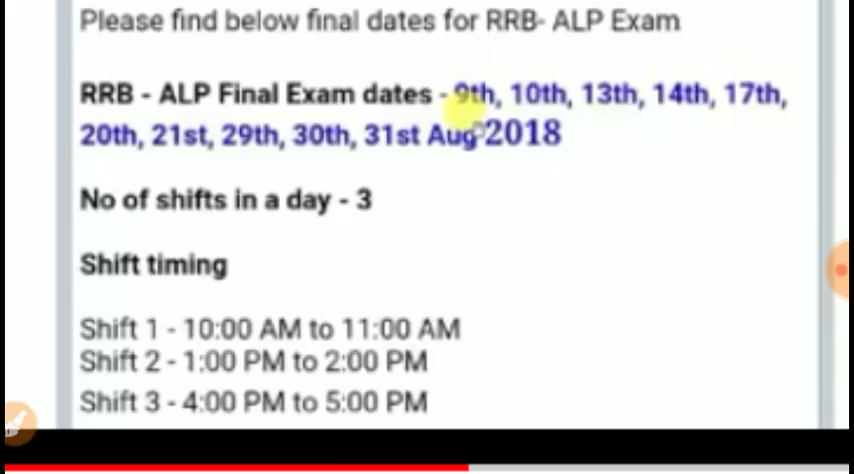 Please find below final dates for RRB- ALP Exam
RRB - ALP Final Exam dates - 9th, 10th, 13th, 14th, 17th,
20th, 21st, 29th, 30th, 31st Aug 2018
No of shifts in a day - 3
Shift timing
Shift 1 - 10:00 AM to 11:00 AM
Shift 2 - 1:00 PM to 2:00 PM
Shift 3 - 4:00 PM to 5:00 PM